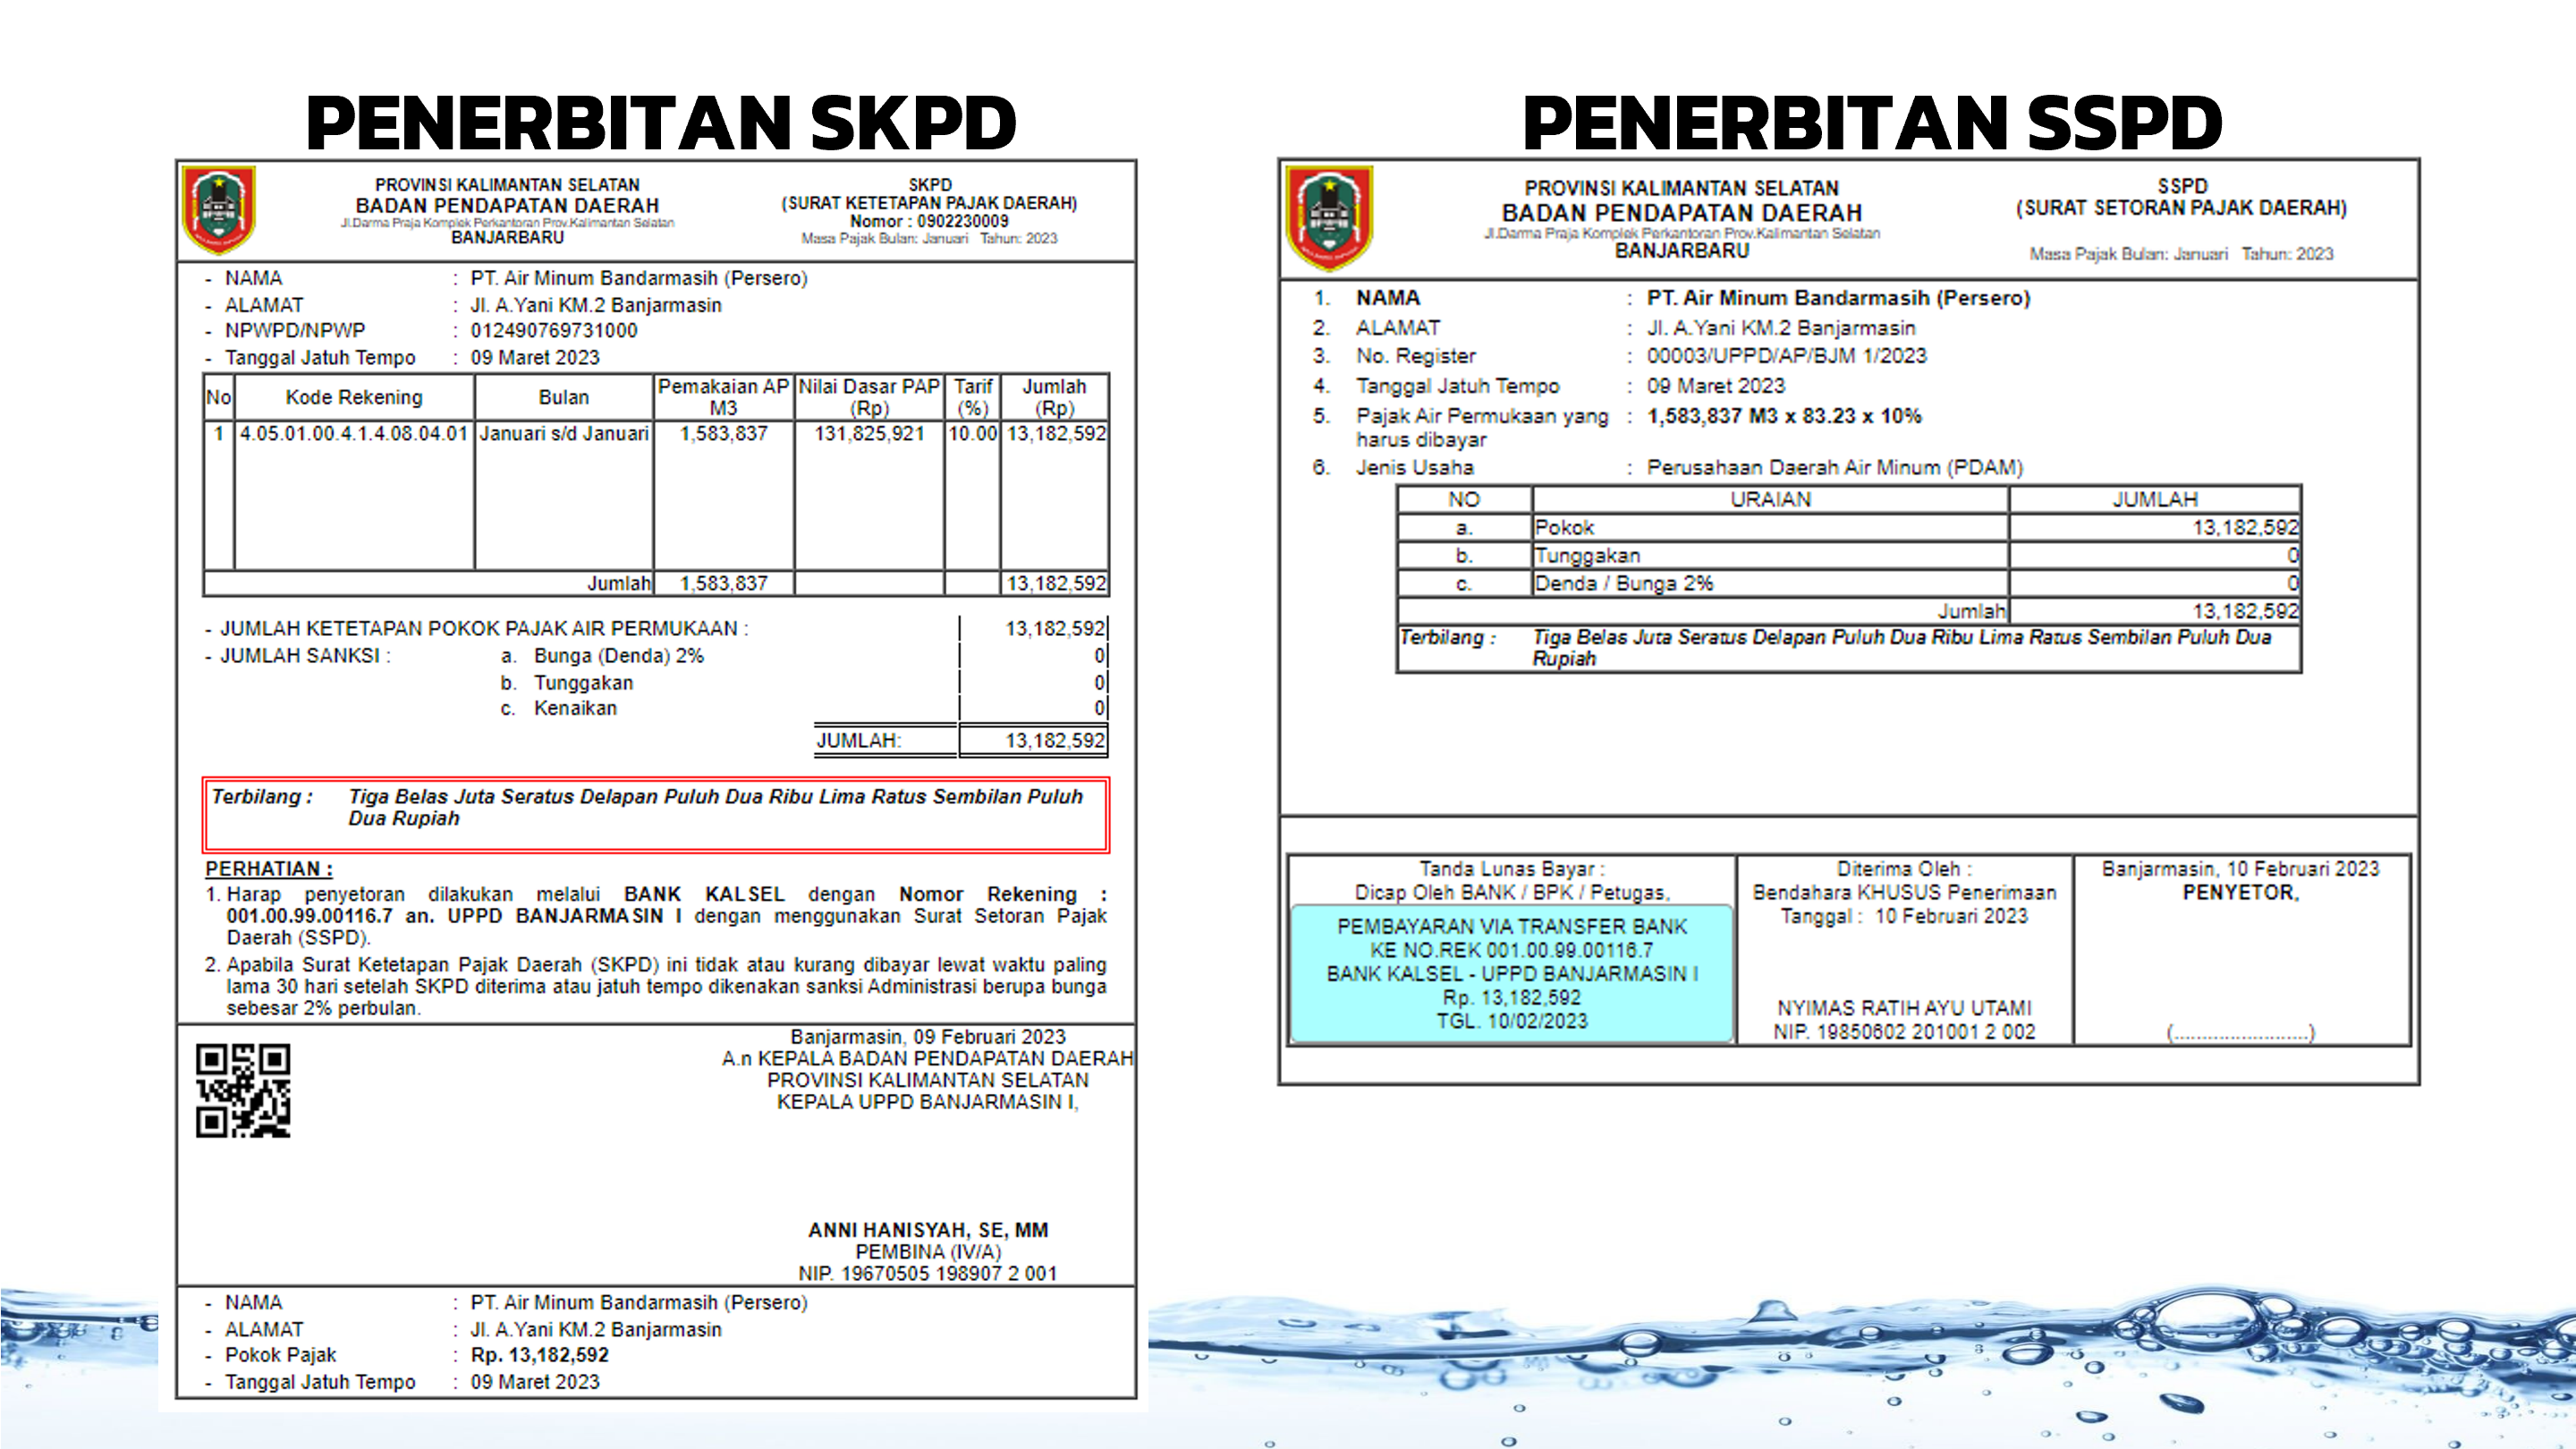 PENERBITAN SKPD
PROVINSI KALIMANTAN SELATAN
BADAN PENDAPATAN DAERAH
Jl.Darma Praja Komplek Perkantoran Prov.Kalimantan Selatan
BANJARBARU
SKPD
(SURAT KETETAPAN PAJAK DAERAH)
Nomor : 0902230009
Masa Pajak Bulan: Januari Tahun: 2023
- NAMA : PT. Air Minum Bandarmasih (Persero)
- ALAMAT : Jl. A.Yani KM.2 Banjarmasin
- NPWPD/NPWP : 012490769731000
- Tanggal Jatuh Tempo : 09 Maret 2023
No Kode Rekening Bulan Pemakaian AP M3 Nilai Dasar PAP (Rp) Tarif (%) Jumlah (Rp)
1 4.05.01.00.4.1.4.08.04.01 Januari s/d Januari 1,583,837 131,825,921 10.00 13,182,592
Jumlah 1,583,837 13,182,592
- JUMLAH KETETAPAN POKOK PAJAK AIR PERMUKAAN : 13,182,592
- JUMLAH SANKSI : a. Bunga (Denda) 2% 0
b. Tunggakan 0
c. Kenaikan 0
JUMLAH: 13,182,592
Terbilang : Tiga Belas Juta Seratus Delapan Puluh Dua Ribu Lima Ratus Sembilan Puluh
Dua Rupiah
PERHATIAN :
1. Harap penyetoran dilakukan melalui BANK KALSEL dengan Nomor Rekening :
001.00.99.00116.7 an. UPPD BANJARMASIN I dengan menggunakan Surat Setoran Pajak
Daerah (SSPD).
2. Apabila Surat Ketetapan Pajak Daerah (SKPD) ini tidak atau kurang dibayar lewat waktu paling
lama 30 hari setelah SKPD diterima atau jatuh tempo dikenakan sanksi Administrasi berupa bunga
sebesar 2% perbulan.
Banjarmasin, 09 Februari 2023
A.n KEPALA BADAN PENDAPATAN DAERAH
PROVINSI KALIMANTAN SELATAN
KEPALA UPPD BANJARMASIN I,
ANNI HANISYAH, SE, MM
PEMBINA (IV/A)
NIP. 19670505 198907 2 001
- NAMA : PT. Air Minum Bandarmasih (Persero)
- ALAMAT : Jl. A.Yani KM.2 Banjarmasin
- Pokok Pajak : Rp. 13,182,592
- Tanggal Jatuh Tempo : 09 Maret 2023
PENERBITAN SSPD
PROVINSI KALIMANTAN SELATAN
BADAN PENDAPATAN DAERAH
Jl.Darma Praja Komplek Perkantoran Prov.Kalimantan Selatan
BANJARBARU
SSPD
(SURAT SETORAN PAJAK DAERAH)
Masa Pajak Bulan: Januari Tahun: 2023
1. NAMA : PT. Air Minum Bandarmasih (Persero)
2. ALAMAT : Jl. A.Yani KM.2 Banjarmasin
3. No. Register : 00003/UPPD/AP/BJM 1/2023
4. Tanggal Jatuh Tempo : 09 Maret 2023
5. Pajak Air Permukaan yang : 1,583,837 M3 x 83.23 x 10%
harus dibayar
6. Jenis Usaha : Perusahaan Daerah Air Minum (PDAM)
NO URAIAN JUMLAH
a. Pokok 13,182,592
b. Tunggakan 0
c. Denda / Bunga 2% 0
Jumlah 13,182,592
Terbilang : Tiga Belas Juta Seratus Delapan Puluh Dua Ribu Lima Ratus Sembilan Puluh Dua
Rupiah
Tanda Lunas Bayar :
Dicap Oleh BANK / BPK / Petugas,
PEMBAYARAN VIA TRANSFER BANK
KE NO.REK 001.00.99.00116.7
BANK KALSEL - UPPD BANJARMASIN I
Rp. 13,182,592
TGL. 10/02/2023
Diterima Oleh :
Bendahara KHUSUS Penerimaan
Tanggal : 10 Februari 2023
NYIMAS RATIH AYU UTAMI
NIP. 19850602 201001 2 002
Banjarmasin, 10 Februari 2023
PENYETOR,
(........................)